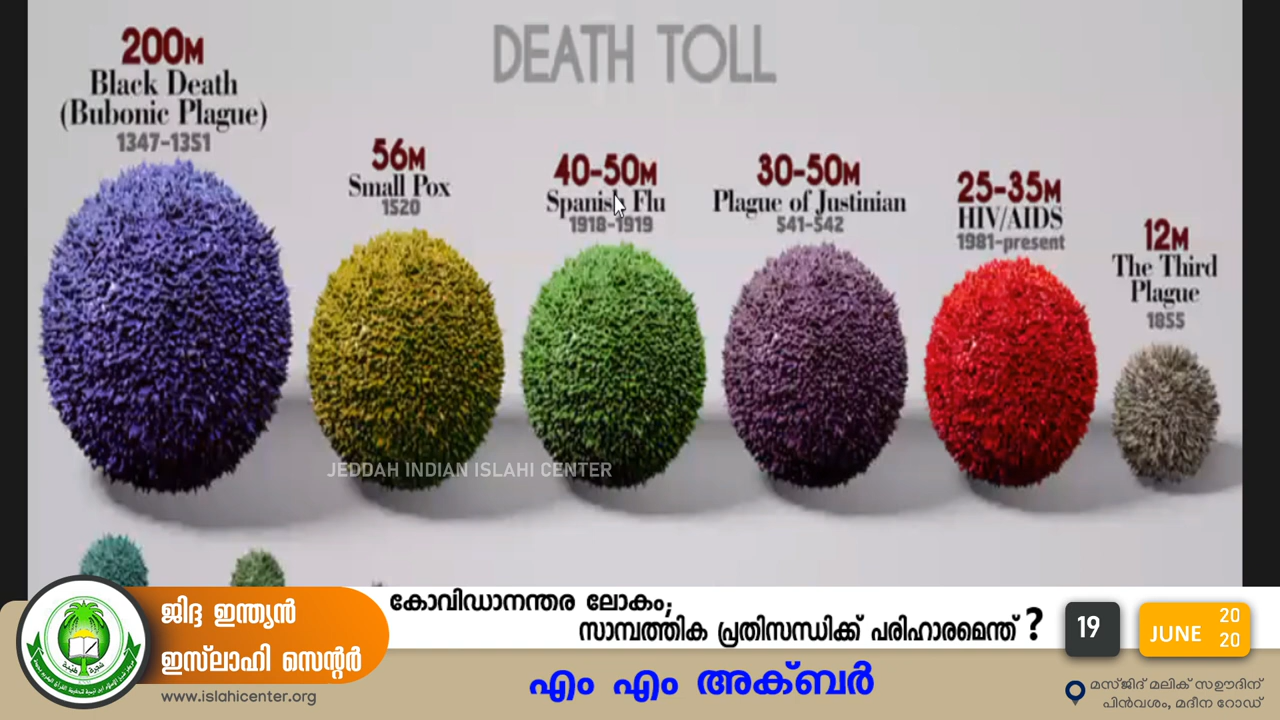 DEATH TOLL
200M
Black Death
(Bubonic Plague)
1347-1351
56M
Small Pox
1520
40-50M
Spanish Flu
1918-1919
30-50M
Plague of Justinian
541-542
25-35M
HIV/AIDS
1981-present
12M
The Third
Plague
1855
JEDDAH INDIAN ISLAHI CENTER
ജിദ്ദ ഇന്ത്യൻ
ഇസ്‌ലാഹി സെന്റർ
www.islahicenter.org
കോവിഡാനന്തര ലോകം;
സാമ്പത്തിക പ്രതിസന്ധിക്ക് പരിഹാരമെന്ത് ?
എം എം അക്ബർ
19
JUNE
20
20
മസ്ജിദ് മലിക് സഊദിന്
പിൻവശം, മദീന റോഡ്